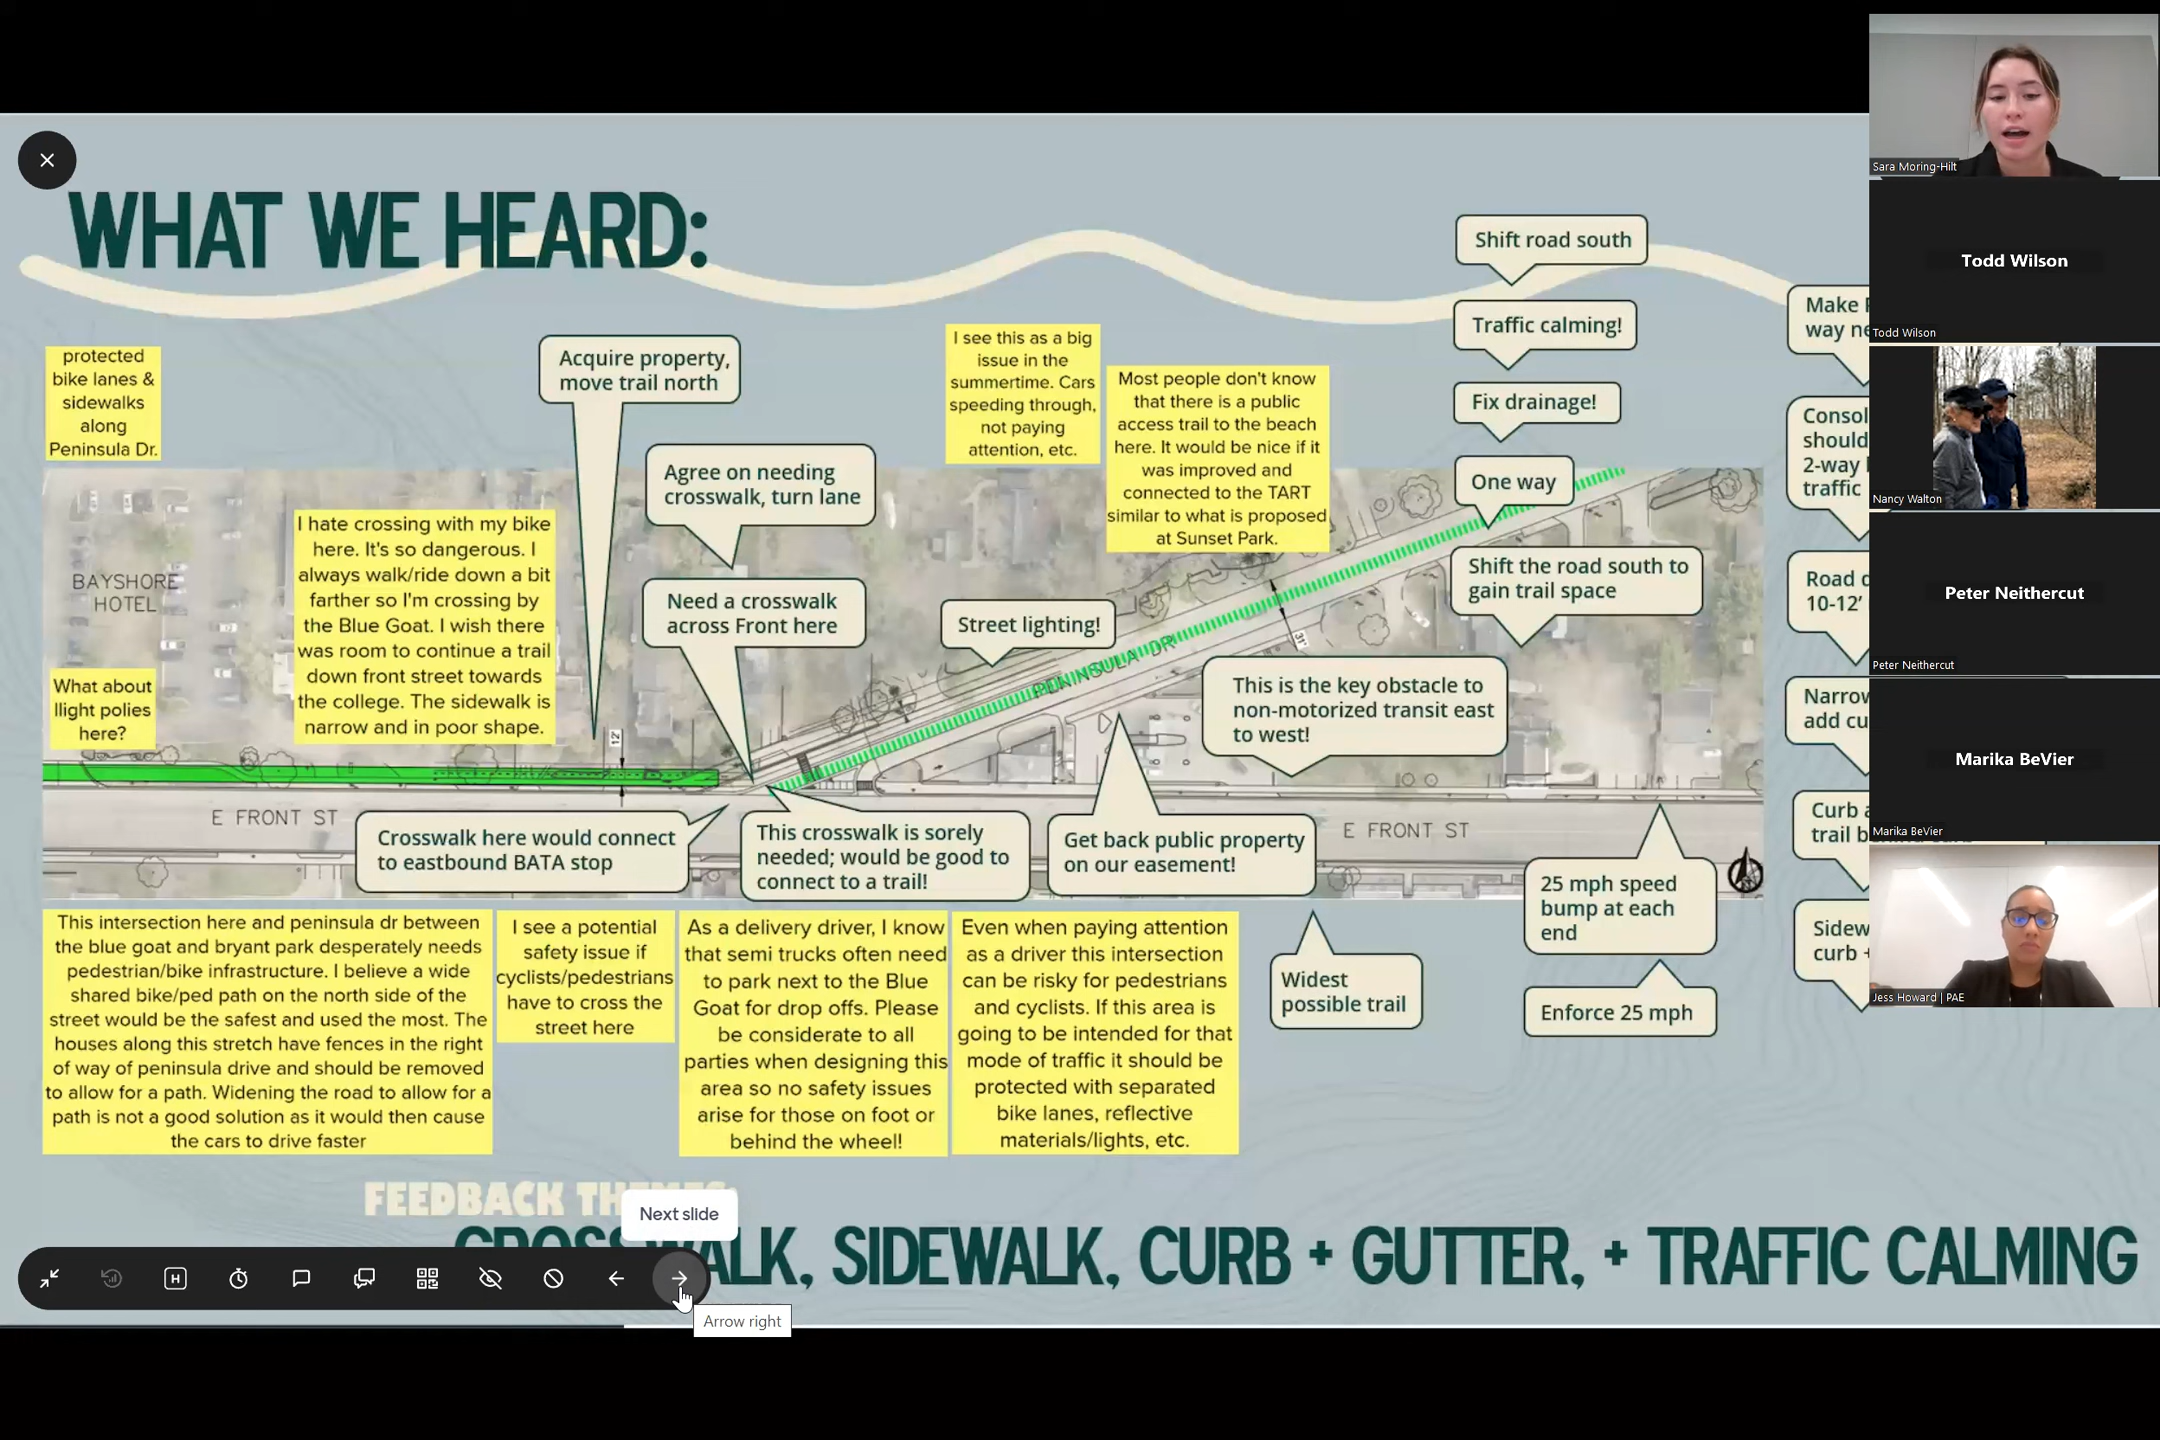 WHAT WE HEARD:
protected
bike lanes &
sidewalks
along
Peninsula Dr.
Acquire property,
move trail north
Agree on needing
crosswalk, turn lane
I see this as a big
issue in the
summertime. Cars
speeding through,
not paying
attention, etc.
Most people don't know
that there is a public
access trail to the beach
here. It would be nice if it
was improved and
connected to the TART
similar to what is proposed
at Sunset Park.
Shift road south
Traffic calming!
Fix drainage!
One way
Shift the road south to
gain trail space
I hate crossing with my bike
here. It's so dangerous. I
always walk/ride down a bit
farther so I'm crossing by
the Blue Goat. I wish there
was room to continue a trail
down front street towards
the college. The sidewalk is
narrow and in poor shape.
BAYSHORE
HOTEL
What about
llight polies
here?
Need a crosswalk
across Front here
Street lighting!
PENINSULA DR
31'
12'
This is the key obstacle to
non-motorized transit east
to west!
E FRONT ST
E FRONT ST
Crosswalk here would connect
to eastbound BATA stop
This crosswalk is sorely
needed; would be good to
connect to a trail!
Get back public property
on our easement!
25 mph speed
bump at each
end
Enforce 25 mph
Widest
possible trail
This intersection here and peninsula dr between
the blue goat and bryant park desperately needs
pedestrian/bike infrastructure. I believe a wide
shared bike/ped path on the north side of the
street would be the safest and used the most. The
houses along this stretch have fences in the right
of way of peninsula drive and should be removed
to allow for a path. Widening the road to allow for a
path is not a good solution as it would then cause
the cars to drive faster
I see a potential
safety issue if
cyclists/pedestrians
have to cross the
street here
As a delivery driver, I know
that semi trucks often need
to park next to the Blue
Goat for drop offs. Please
be considerate to all
parties when designing this
area so no safety issues
arise for those on foot or
behind the wheel!
Even when paying attention
as a driver this intersection
can be risky for pedestrians
and cyclists. If this area is
going to be intended for that
mode of traffic it should be
protected with separated
bike lanes, reflective
materials/lights, etc.
Make
way
should
2-way
traffic
Road
10-12'
add
Curb
trail
curb +
FEEDBACK THEMES:
CROSSWALK, SIDEWALK, CURB + GUTTER, + TRAFFIC CALMING
Next slide
H
Arrow right
Sara Moring-Hilt
Todd Wilson
Todd Wilson
Nancy Walton
Peter Neithercut
Peter Neithercut
Marika BeVier
Marika BeVier
Jess Howard | PAE